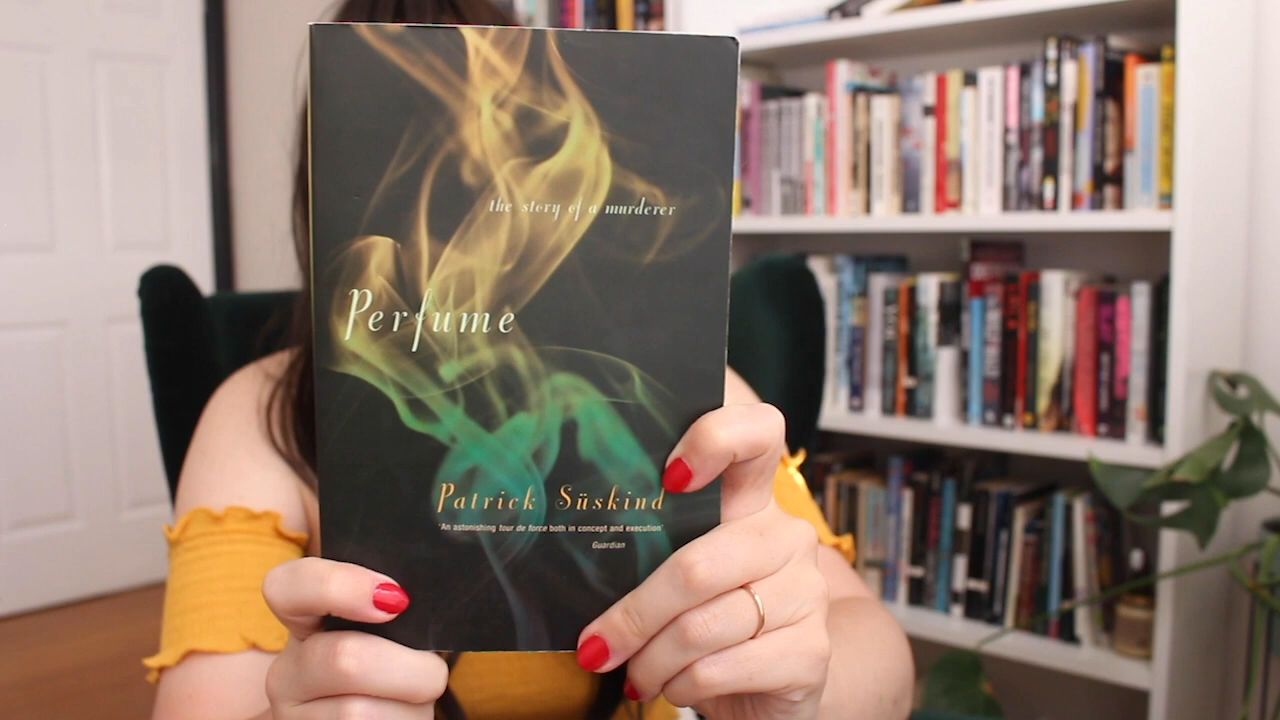 the story of a murderer
Perfume
Patrick Süskind
'An astonishing tour de force both in concept and execution'
Guardian